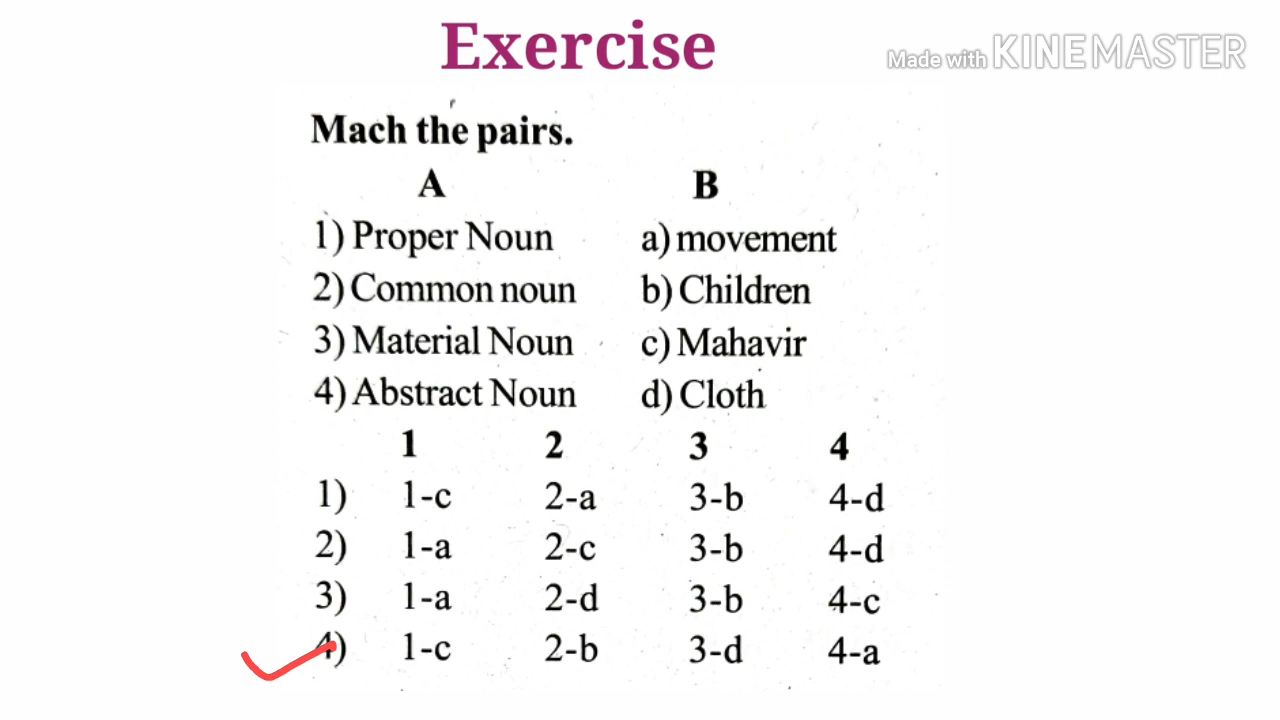 Exercise
Made with KINEMASTER
Mach the pairs.
A B
1) Proper Noun a) movement
2) Common noun b) Children
3) Material Noun c) Mahavir
4) Abstract Noun d) Cloth
1 2 3 4
1) 1-c 2-a 3-b 4-d
2) 1-a 2-c 3-b 4-d
3) 1-a 2-d 3-b 4-c
4) 1-c 2-b 3-d 4-a